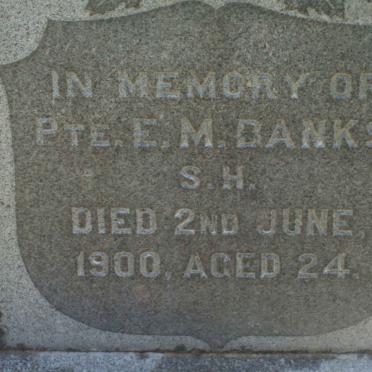 IN MEMORY OF
PTE. E. M. BANKS
S. H.
DIED 2ND JUNE,
1900, AGED 24.